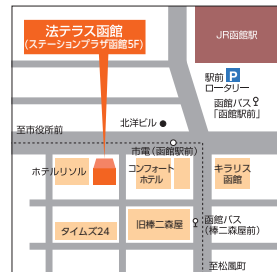 法テラス函館
(ステーションプラザ函館5F)
JR函館駅
駅前 P
ロータリー
函館バス
「函館駅前」
北洋ビル
至市役所前
市電(函館駅前)
ホテルリソル
コンフォート
ホテル
キラリス
函館
タイムズ24
旧棒二森屋
函館バス
(棒二森屋前)
至松風町